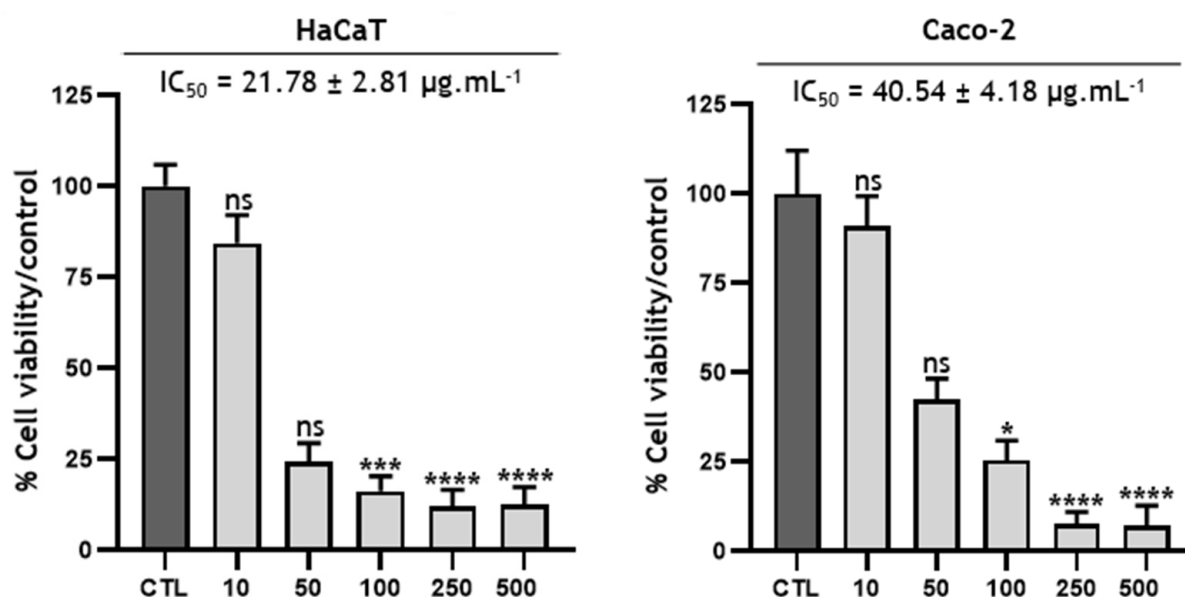 HaCaT
IC₅₀ = 21.78 ± 2.81 µg.mL⁻¹
% Cell viability/control
125
100
75
50
25
0
ns
ns
***
****
****
CTL 10 50 100 250 500
Caco-2
IC₅₀ = 40.54 ± 4.18 µg.mL⁻¹
% Cell viability/control
125
100
75
50
25
0
ns
ns
*
****
****
CTL 10 50 100 250 500